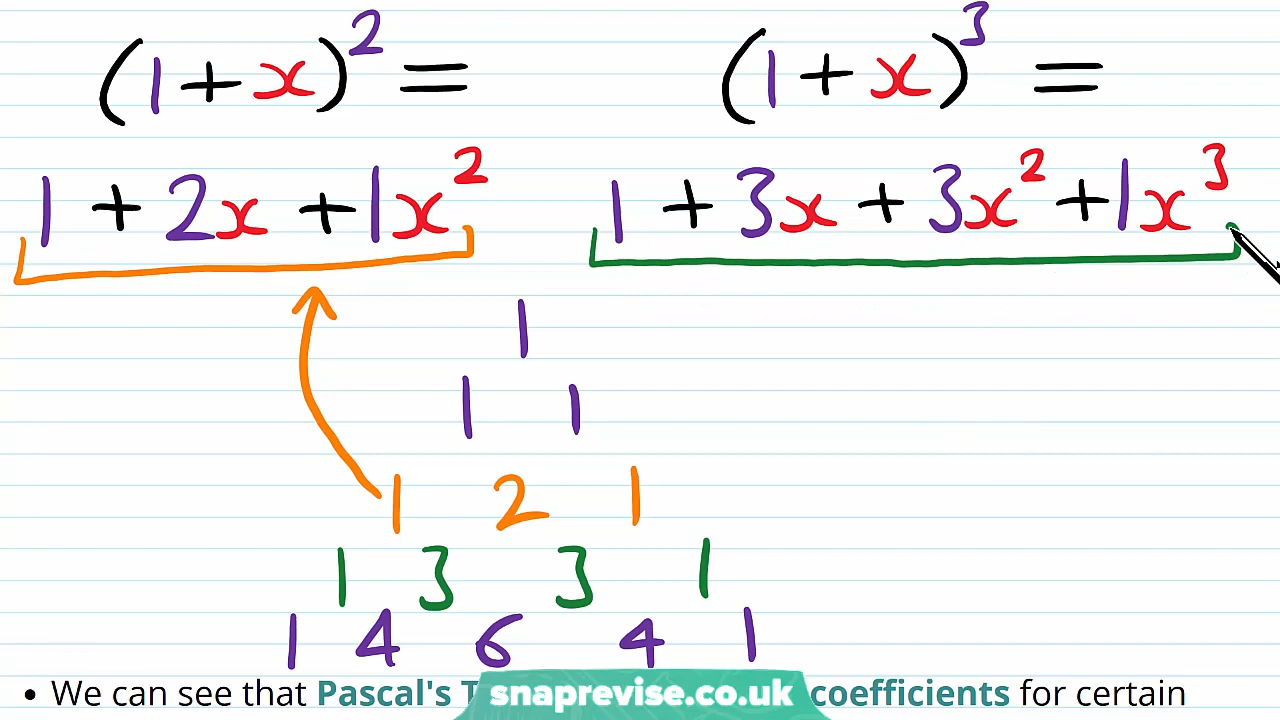 (1 + x)² =
(1 + x)³ =
1 + 2x + 1x²
1 + 3x + 3x² + 1x³
1
1 1
1 2 1
1 3 3 1
1 4 6 4 1
• We can see that Pascal's coefficients for certain
snaprevise.co.uk